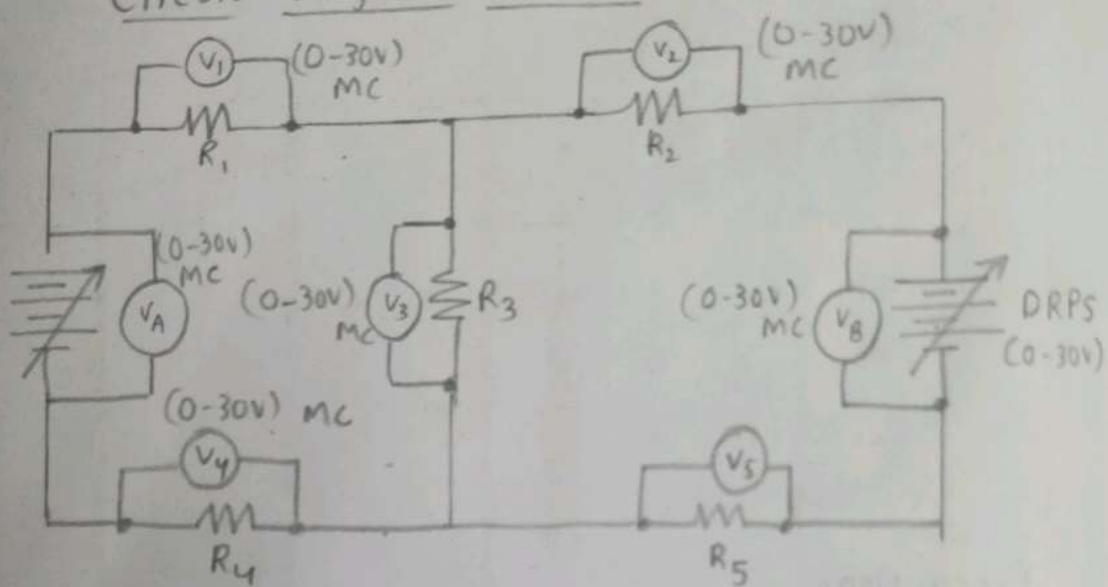 V1
(0-30V)
MC
R1
V2
(0-30V)
MC
R2
(0-30V)
MC
VA
(0-30V)
MC
V3
R3
(0-30V)
MC
VB
DRPS
(0-30V)
(0-30V) MC
V4
R4
V5
R5